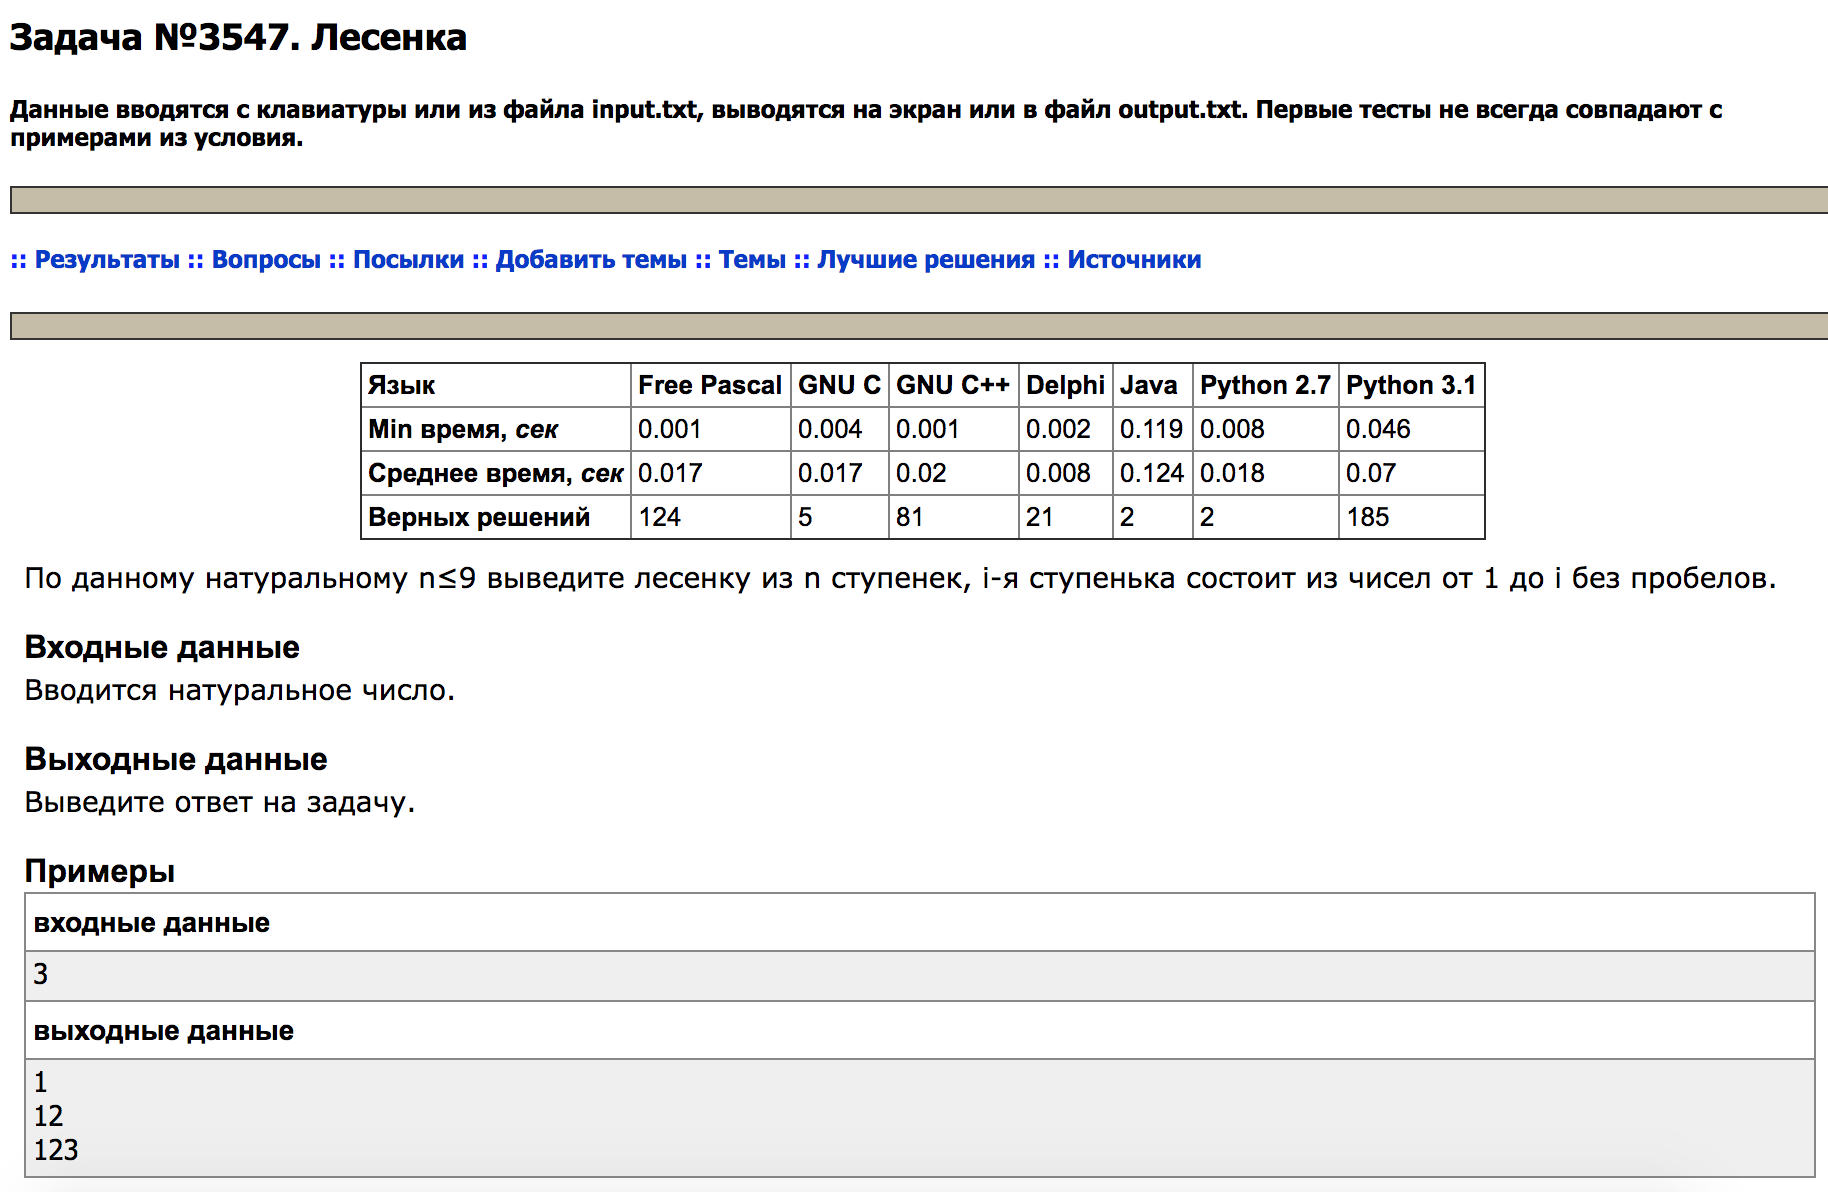 Задача №3547. Лесенка
Данные вводятся с клавиатуры или из файла input.txt, выводятся на экран или в файл output.txt. Первые тесты не всегда совпадают с
примерами из условия.
:: Результаты :: Вопросы :: Посылки :: Добавить темы :: Темы :: Лучшие решения :: Источники
Язык Free Pascal GNU C GNU C++ Delphi Java Python 2.7 Python 3.1
Min время, сек 0.001 0.004 0.001 0.002 0.119 0.008 0.046
Среднее время, сек 0.017 0.017 0.02 0.008 0.124 0.018 0.07
Верных решений 124 5 81 21 2 2 185
По данному натуральному n≤9 выведите лесенку из n ступенек, i-я ступенька состоит из чисел от 1 до i без пробелов.
Входные данные
Вводится натуральное число.
Выходные данные
Выведите ответ на задачу.
Примеры
входные данные
3
выходные данные
1
12
123